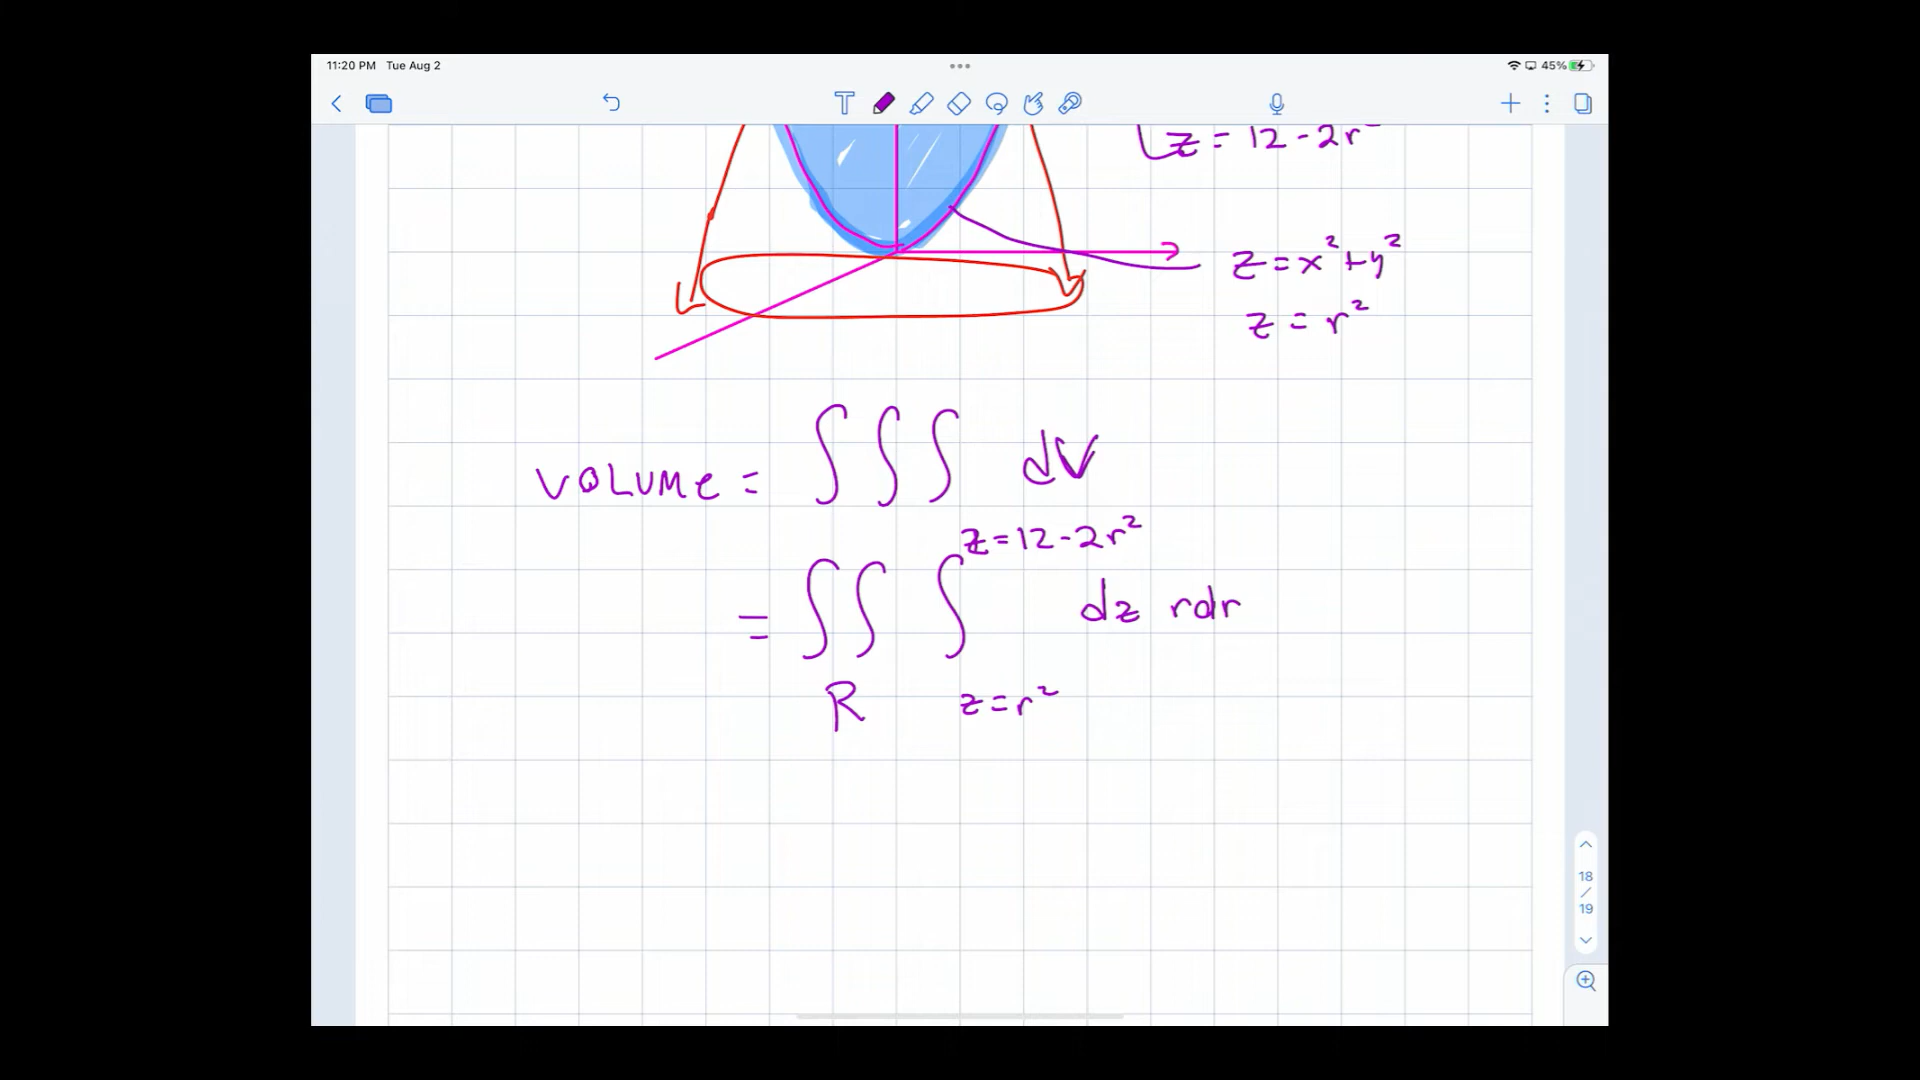 11:20 PM Tue Aug 2
45%
z = 12 - 2r²
z = x² + y²
z = r²
VOLUME = ∫ ∫ ∫ dV
z = 12 - 2r²
= ∫ ∫ ∫ dz rdr
R z = r²
18
/
19